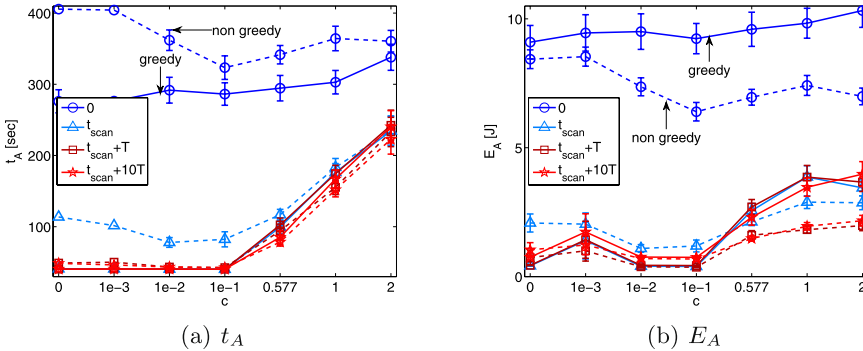 400
300
200
100
t_A [sec]
non greedy
greedy
0
t_scan
t_scan+T
t_scan+10T
0 1e−3 1e−2 1e−1 0.577 1 2
c
(a) t_A
10
5
0
E_A [J]
greedy
non greedy
0
t_scan
t_scan+T
t_scan+10T
0 1e−3 1e−2 1e−1 0.577 1 2
c
(b) E_A